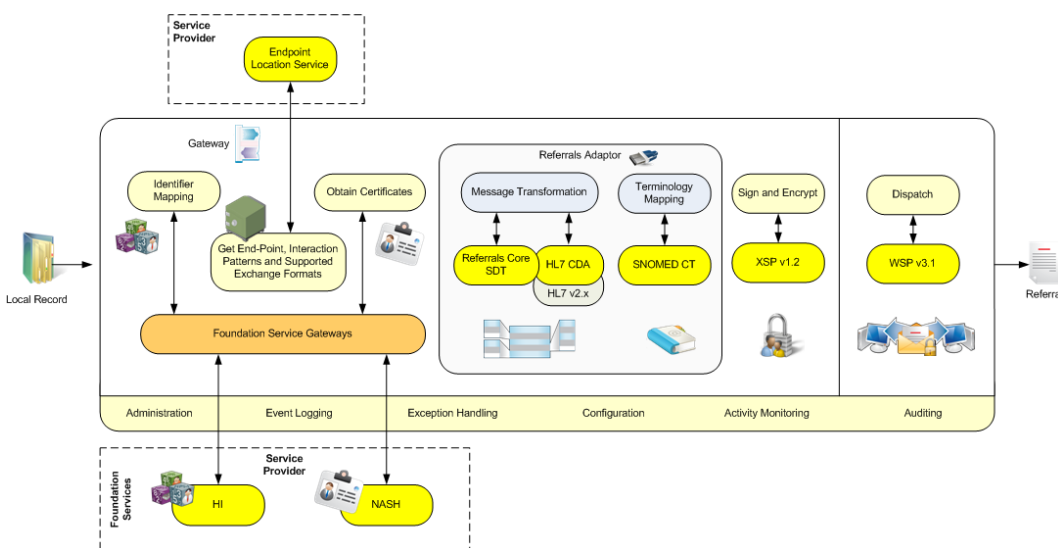 Service
Provider
Endpoint
Location Service
Gateway
Referrals Adaptor
Identifier
Mapping
Obtain Certificates
Message Transformation
Terminology
Mapping
Sign and Encrypt
Dispatch
Get End-Point, Interaction
Patterns and Supported
Exchange Formats
Referrals Core
SDT
HL7 CDA
HL7 v2.x
SNOMED CT
XSP v1.2
WSP v3.1
Local Record
Referral
Foundation Service Gateways
Administration
Event Logging
Exception Handling
Configuration
Activity Monitoring
Auditing
Service
Provider
Foundation
Services
HI
NASH